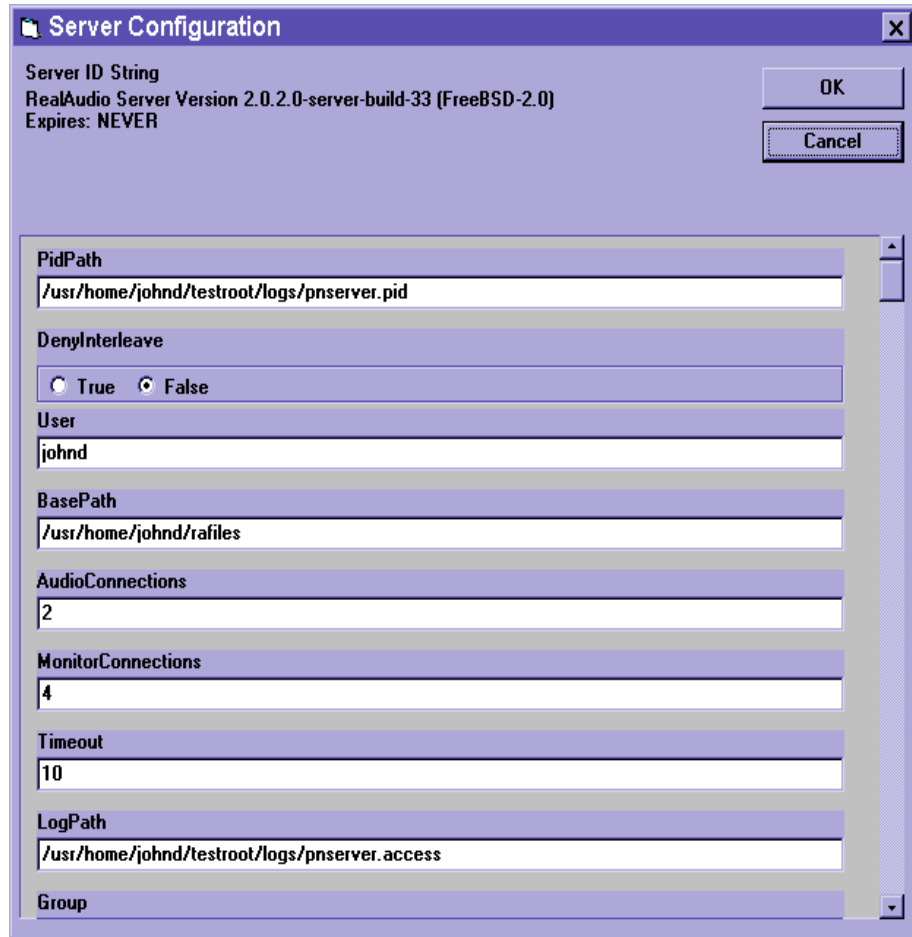 Server Configuration
Server ID String
RealAudio Server Version 2.0.2.0-server-build-33 (FreeBSD-2.0)
Expires: NEVER
OK
Cancel
PidPath
/usr/home/johnd/testroot/logs/pnserver.pid
DenyInterleave
True False
User
johnd
BasePath
/usr/home/johnd/rafiles
AudioConnections
2
MonitorConnections
4
Timeout
10
LogPath
/usr/home/johnd/testroot/logs/pnserver.access
Group